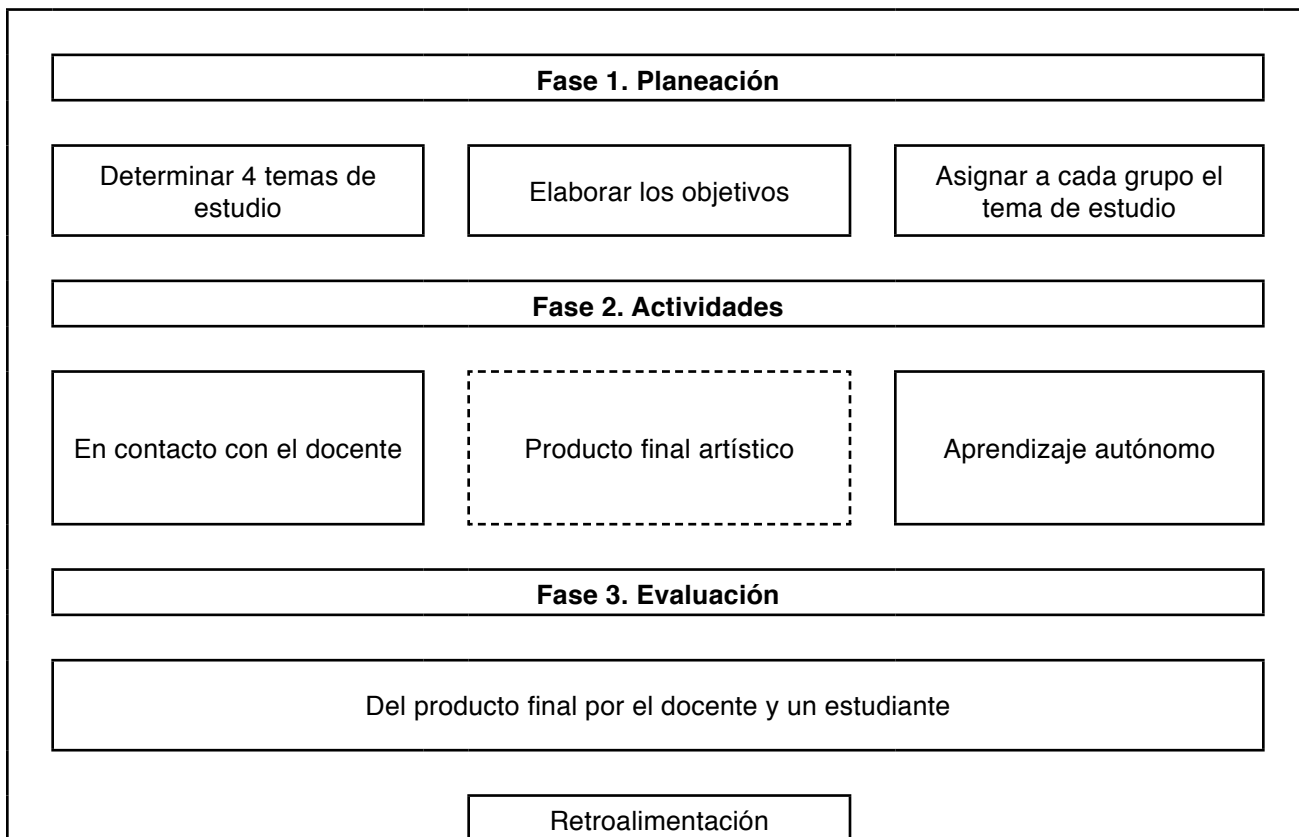 Fase 1. Planeación
Determinar 4 temas de
estudio
Elaborar los objetivos
Asignar a cada grupo el
tema de estudio
Fase 2. Actividades
En contacto con el docente
Producto final artístico
Aprendizaje autónomo
Fase 3. Evaluación
Del producto final por el docente y un estudiante
Retroalimentación